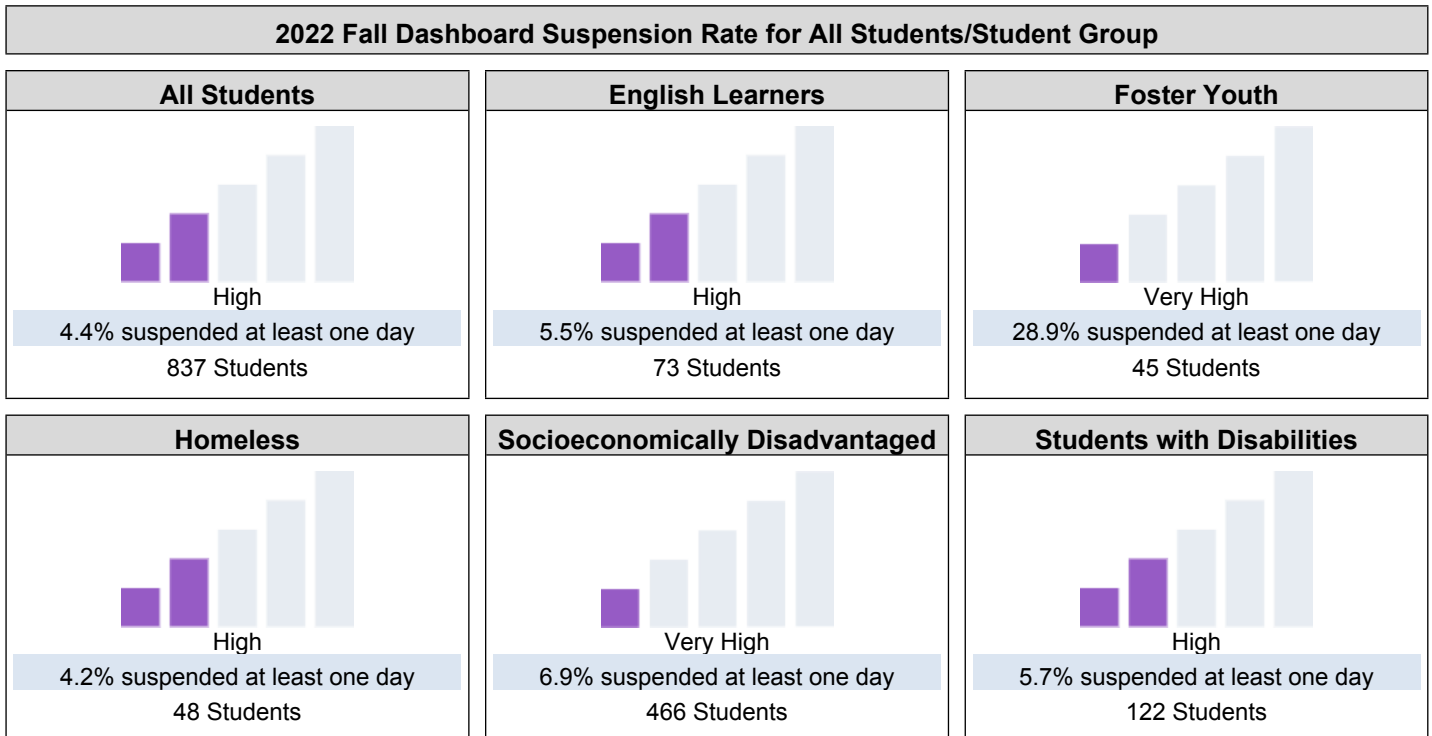 2022 Fall Dashboard Suspension Rate for All Students/Student Group
All Students
High
4.4% suspended at least one day
837 Students
English Learners
High
5.5% suspended at least one day
73 Students
Foster Youth
Very High
28.9% suspended at least one day
45 Students
Homeless
High
4.2% suspended at least one day
48 Students
Socioeconomically Disadvantaged
Very High
6.9% suspended at least one day
466 Students
Students with Disabilities
High
5.7% suspended at least one day
122 Students